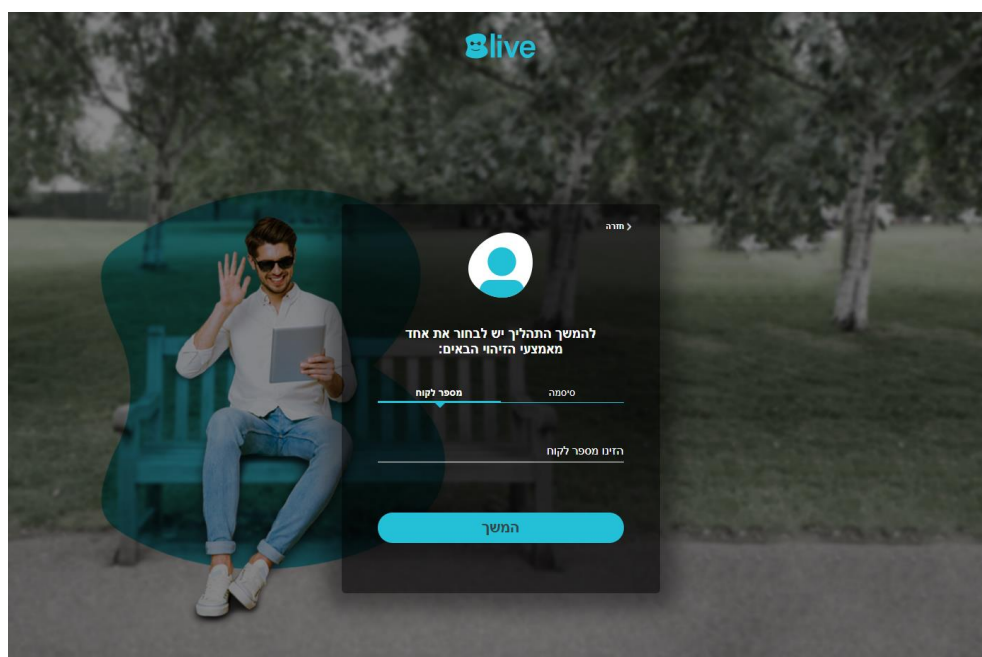 Blive
חזרה
להמשך התהליך יש לבחור את אחד
מאמצעי הזיהוי הבאים:
סיסמה מספר לקוח
הזינו מספר לקוח
המשך